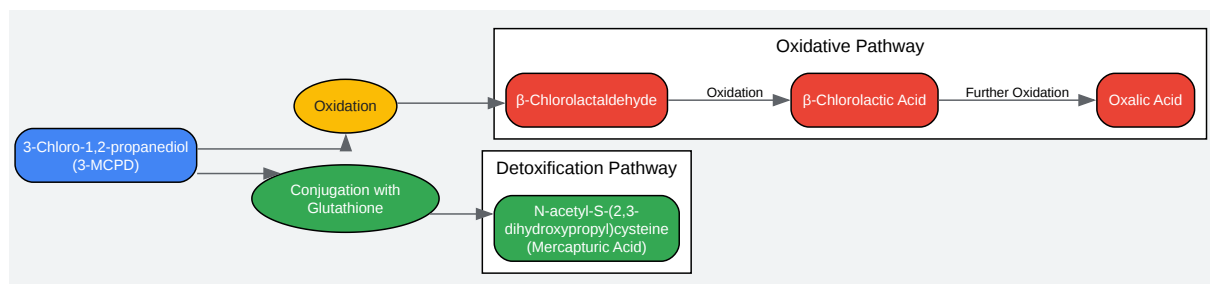 Oxidative Pathway
Oxidation
β-Chlorolactaldehyde
Oxidation
β-Chlorolactic Acid
Further Oxidation
Oxalic Acid
3-Chloro-1,2-propanediol
(3-MCPD)
Detoxification Pathway
Conjugation with
Glutathione
N-acetyl-S-(2,3-
dihydroxypropyl)cysteine
(Mercapturic Acid)